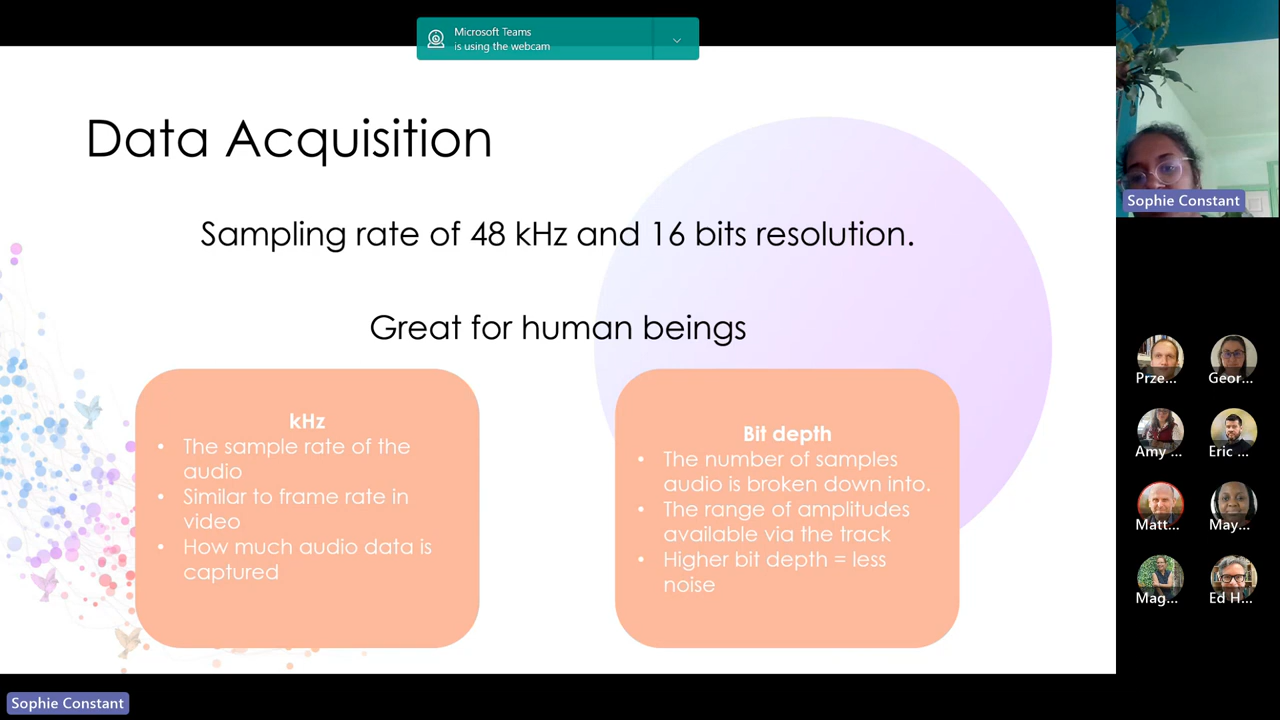 Microsoft Teams
is using the webcam
Data Acquisition
Sampling rate of 48 kHz and 16 bits resolution.
Great for human beings
kHz
• The sample rate of the
audio
• Similar to frame rate in
video
• How much audio data is
captured
Bit depth
• The number of samples
audio is broken down into.
• The range of amplitudes
available via the track
• Higher bit depth = less
noise
Sophie Constant
Prze...
Geor...
Amy ...
Eric ...
Matt...
May...
Mag...
Ed H...
Sophie Constant